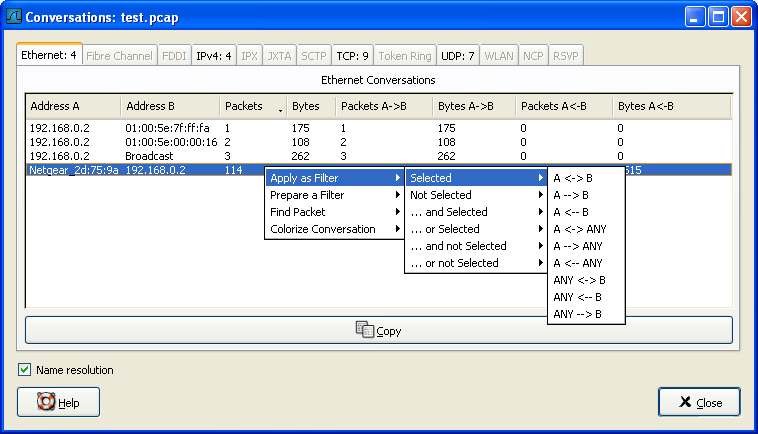 Conversations: test.pcap
Ethernet: 4 Fibre Channel FDDI IPv4: 4 IPX JXTA SCTP TCP: 9 Token Ring UDP: 7 WLAN NCP RSVP
Ethernet Conversations
Address A Address B Packets Bytes Packets A->B Bytes A->B Packets A<-B Bytes A<-B
192.168.0.2 01:00:5e:7f:ff:fa 1 175 1 175 0 0
192.168.0.2 01:00:5e:00:00:16 2 108 2 108 0 0
192.168.0.2 Broadcast 3 262 3 262 0 0
Netgear_2d:75:9a 192.168.0.2 114 515
Apply as Filter Selected A <-> B
Prepare a Filter Not Selected A --> B
Find Packet ... and Selected A <-- B
Colorize Conversation ... or Selected A <-> ANY
... and not Selected A --> ANY
... or not Selected A <-- ANY
ANY <-> B
ANY <-- B
ANY --> B
Copy
Name resolution
Help Close